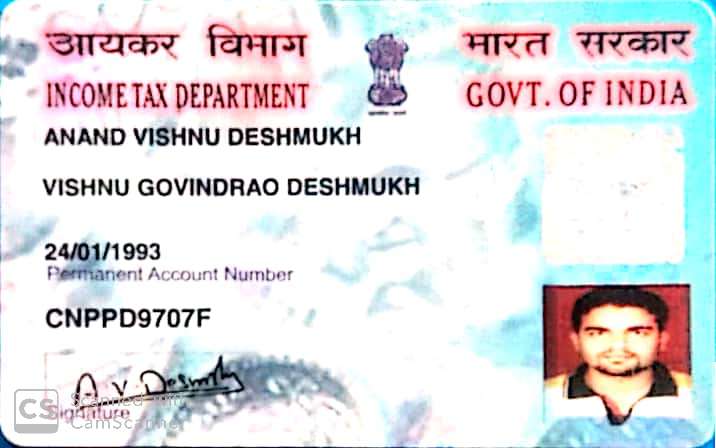 आयकर विभाग
भारत सरकार
INCOME TAX DEPARTMENT
GOVT. OF INDIA
ANAND VISHNU DESHMUKH
VISHNU GOVINDRAO DESHMUKH
24/01/1993
Permanent Account Number
CNPPD9707F
A. V. Deshmukh
Signature
CS
Scanned with
CamScanner